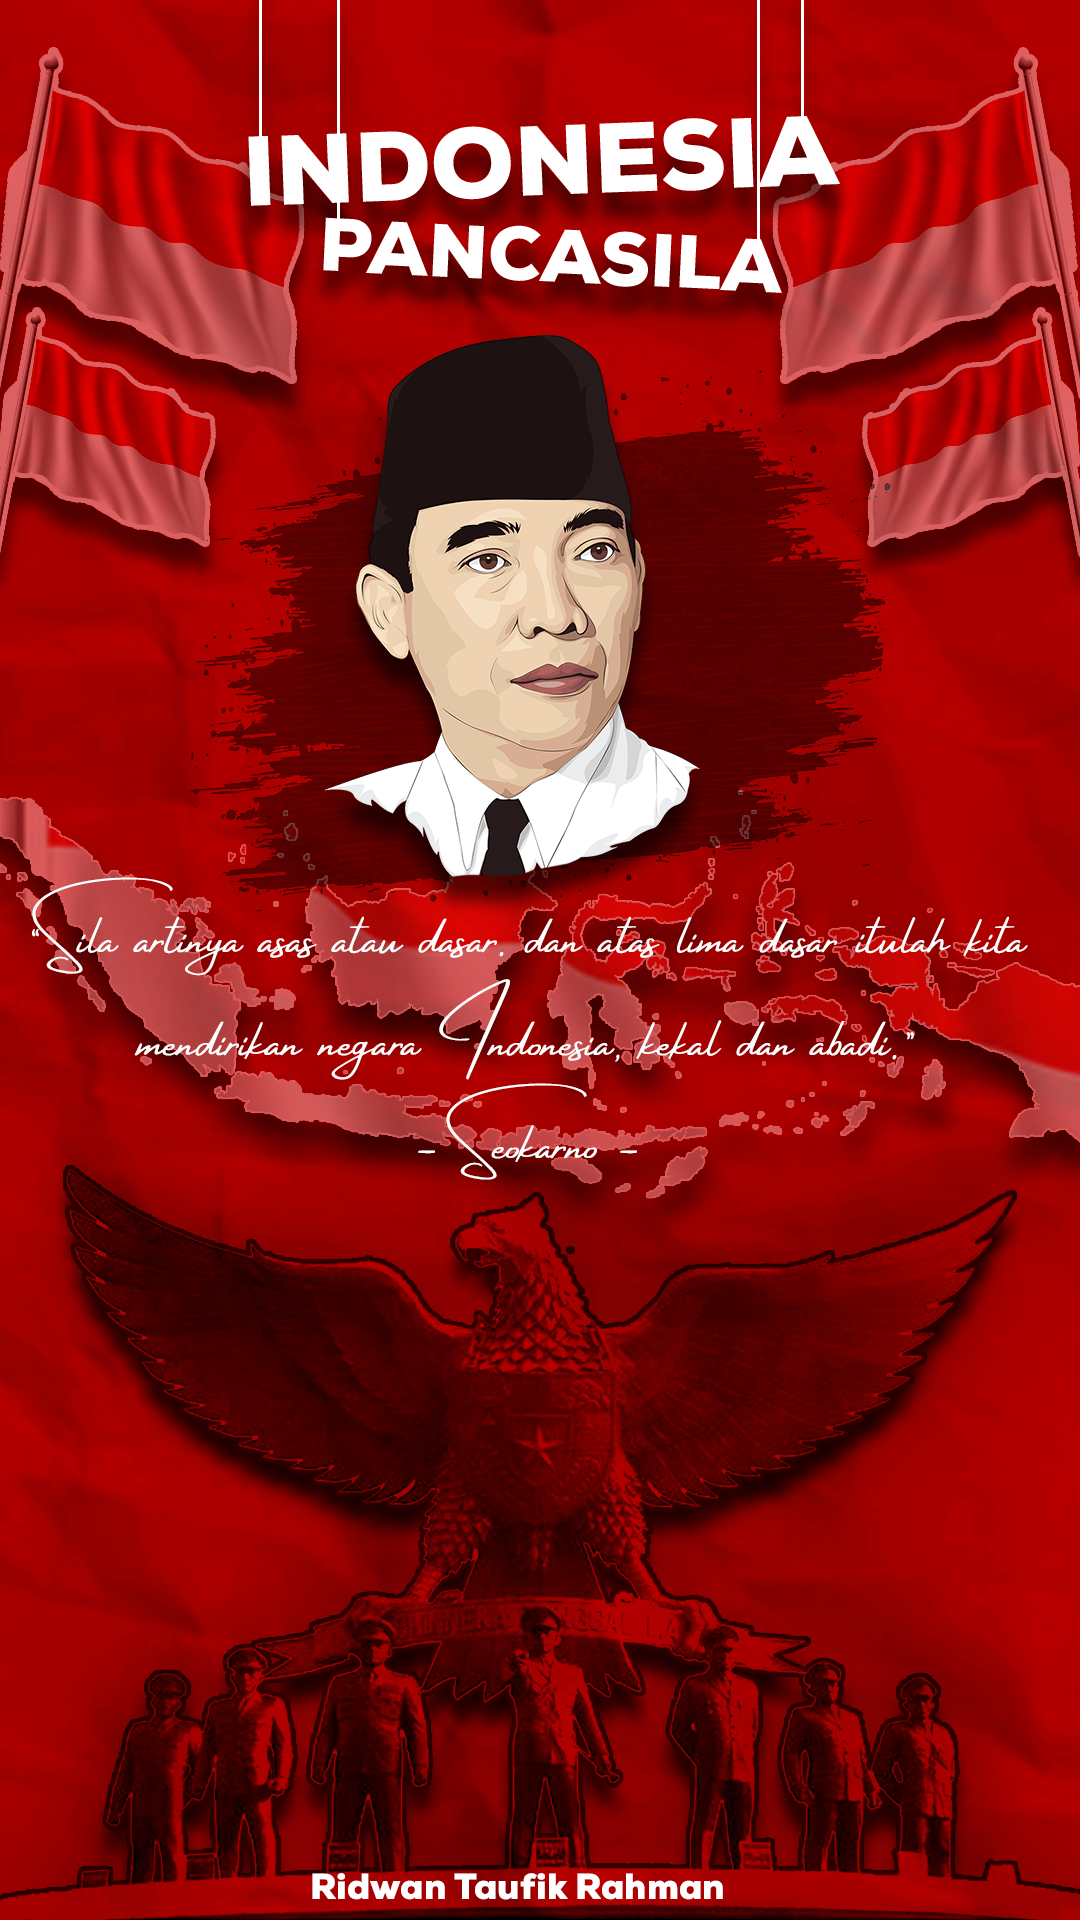 INDONESIA
PANCASILA
"Sila artinya asas atau dasar. dan atas lima dasar itulah kita
mendirikan negara Indonesia, kekal dan abadi."
- Seokarno -
Ridwan Taufik Rahman